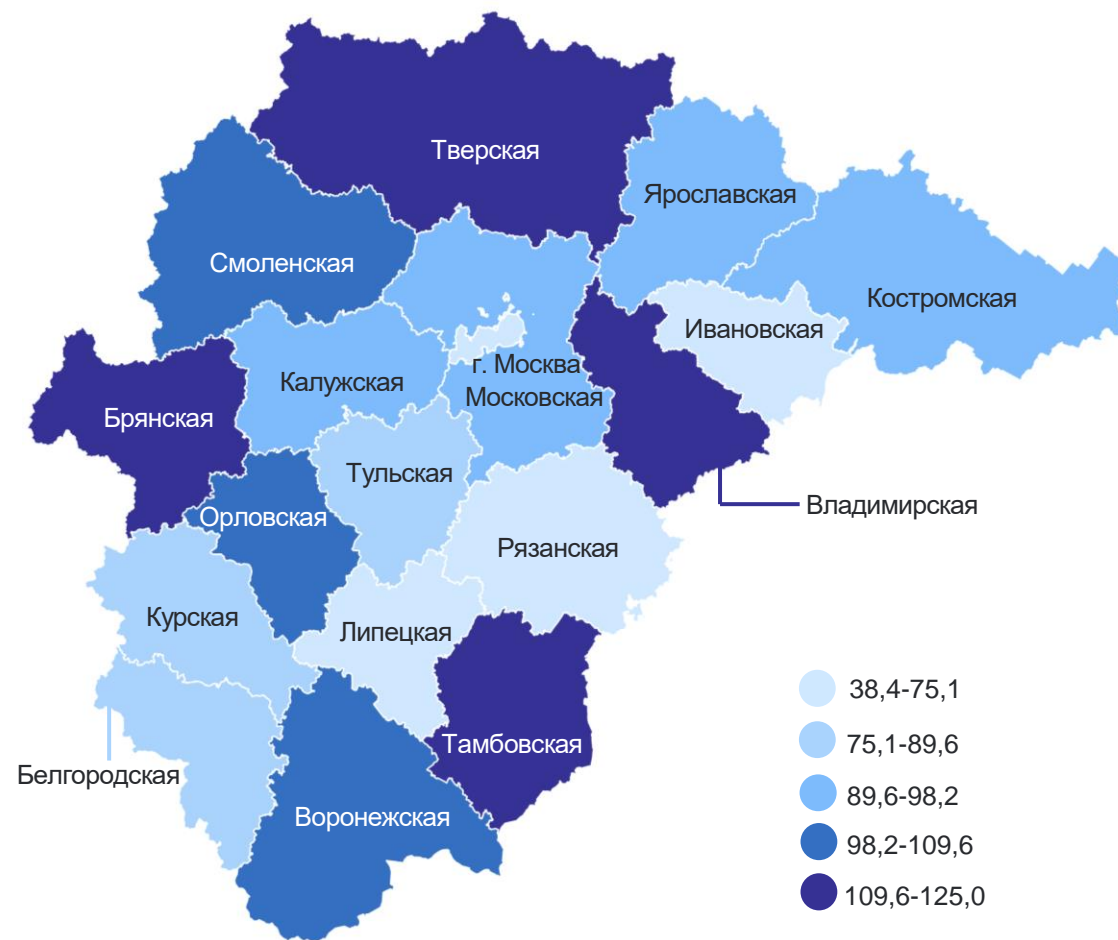 Тверская
Ярославская
Смоленская
Костромская
Ивановская
г. Москва
Калужская
Московская
Брянская
Тульская
Владимирская
Орловская
Рязанская
Курская
Липецкая
38,4-75,1
Тамбовская
75,1-89,6
Белгородская
89,6-98,2
Воронежская
98,2-109,6
109,6-125,0